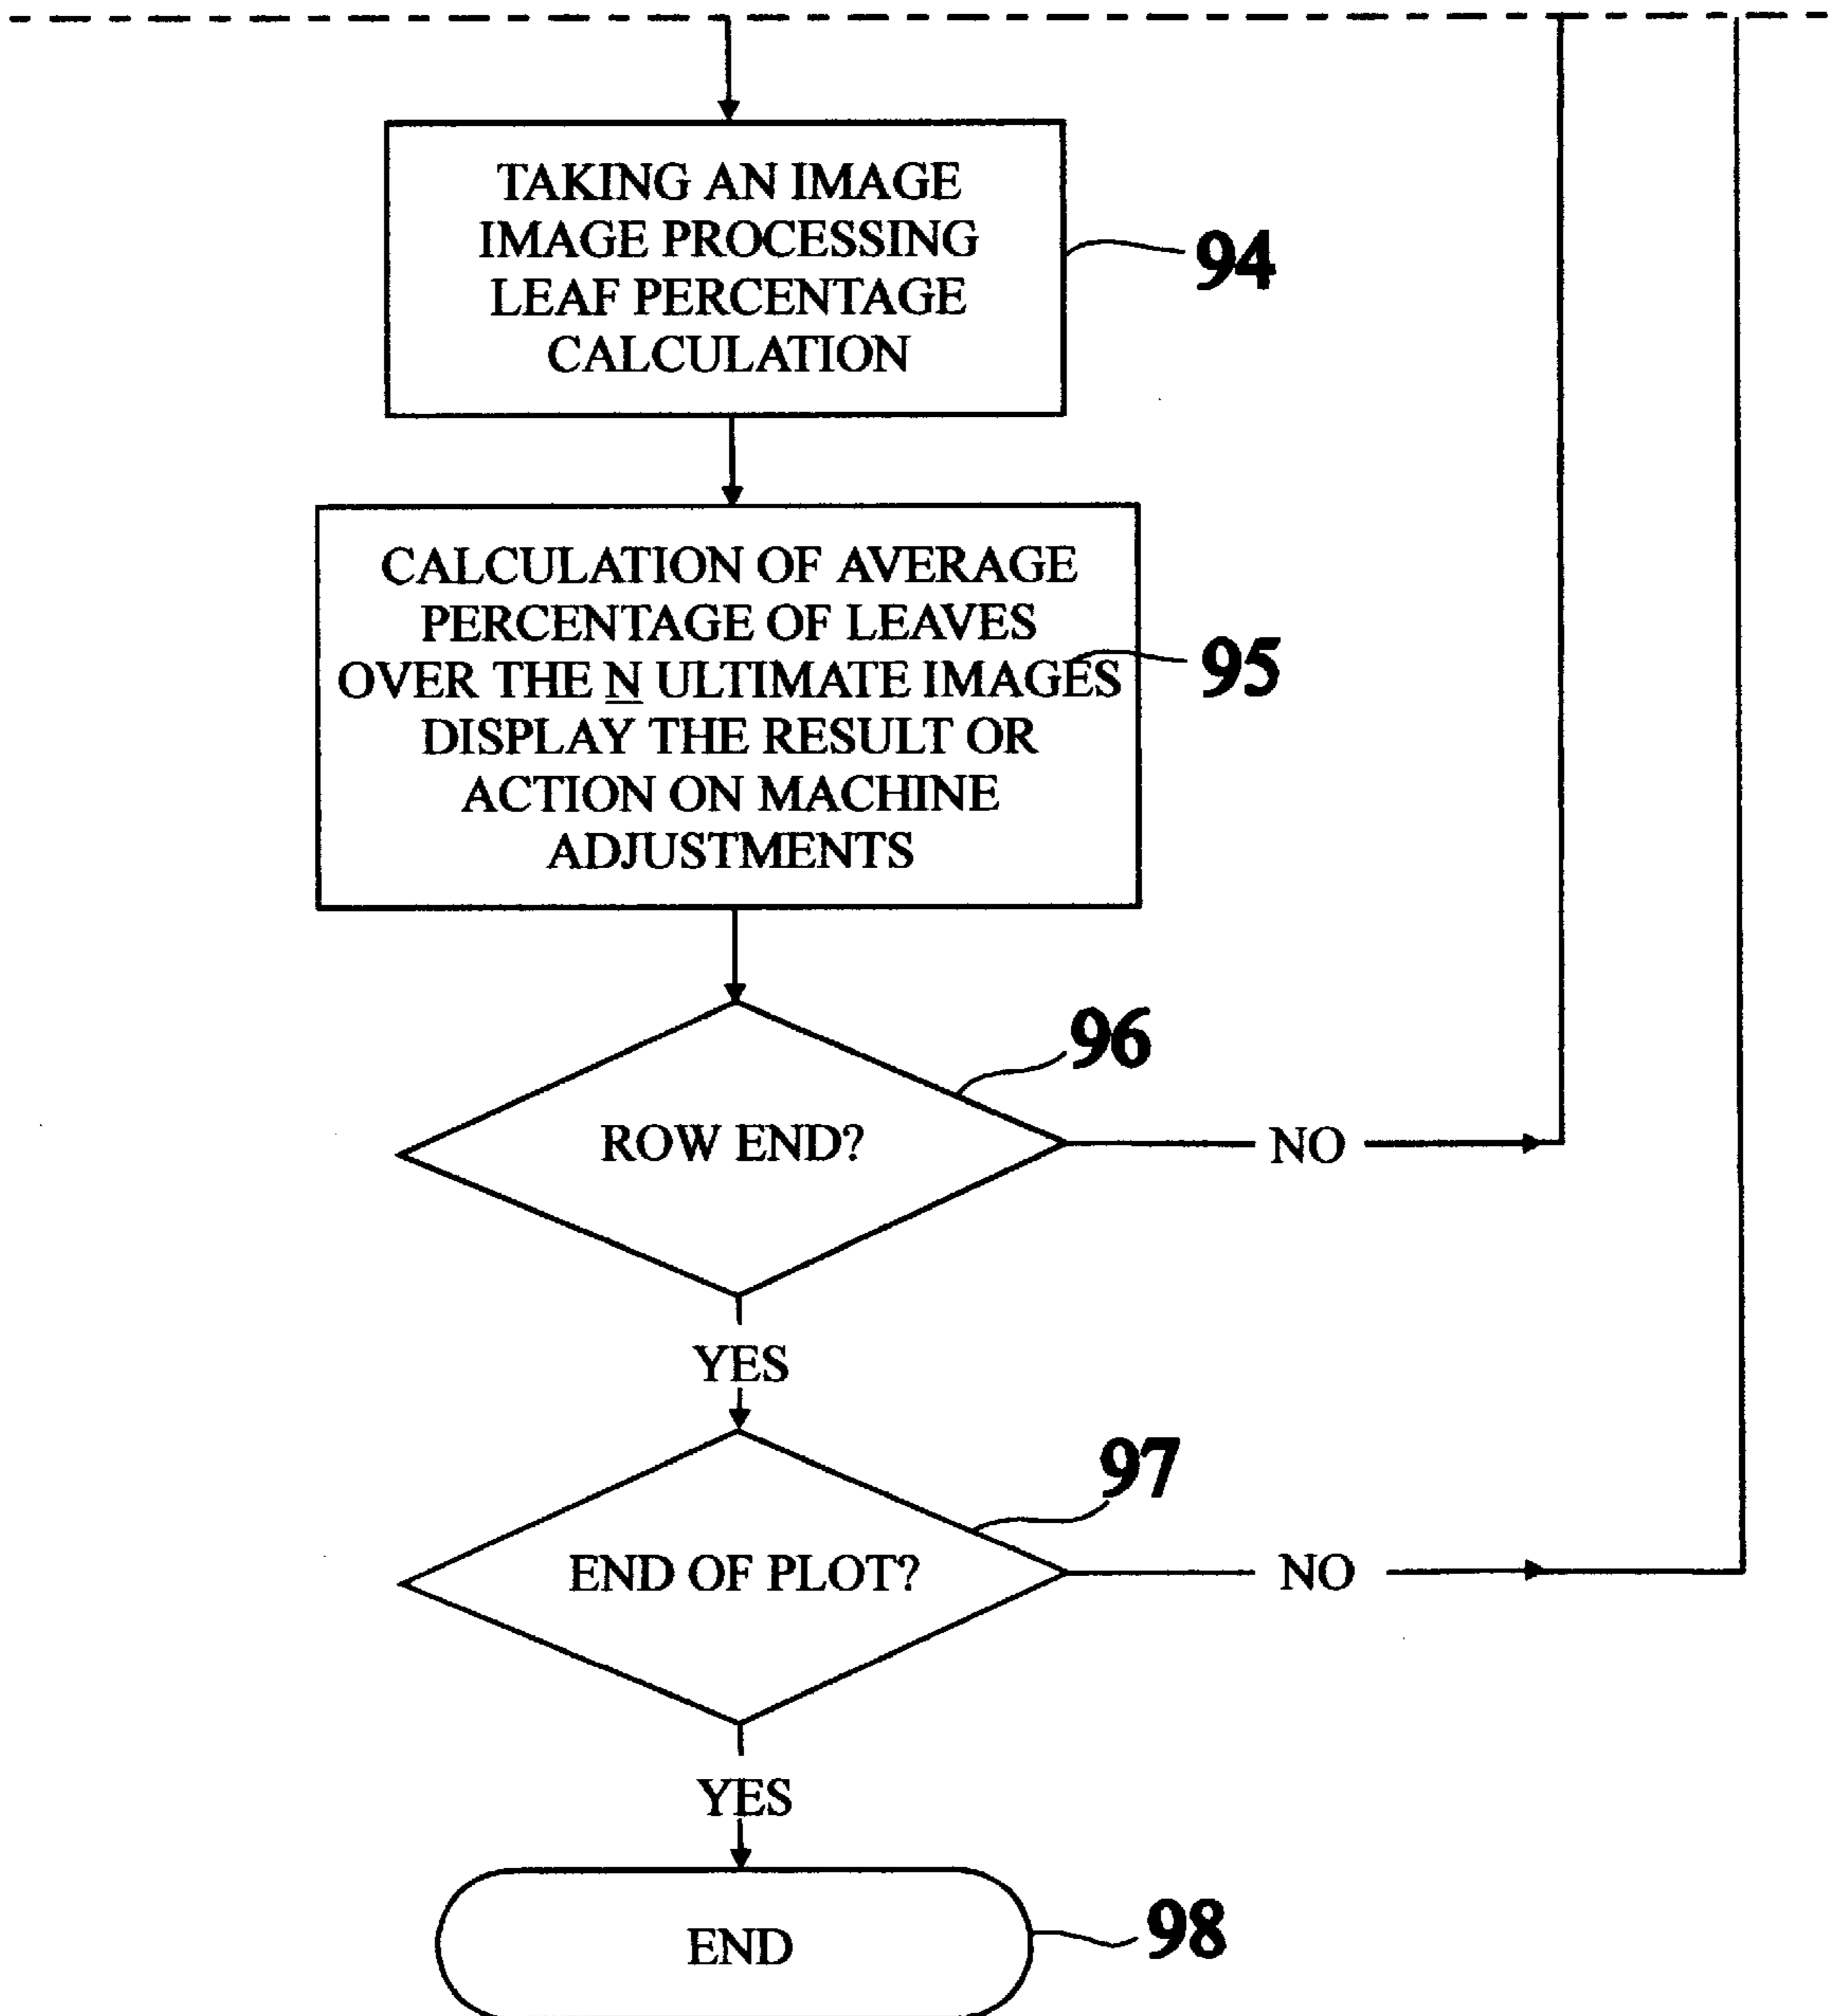 TAKING AN IMAGE
IMAGE PROCESSING
LEAF PERCENTAGE
CALCULATION
94
CALCULATION OF AVERAGE
PERCENTAGE OF LEAVES
OVER THE N ULTIMATE IMAGES
DISPLAY THE RESULT OR
ACTION ON MACHINE
ADJUSTMENTS
95
96
ROW END?
NO
YES
97
END OF PLOT?
NO
YES
END
98